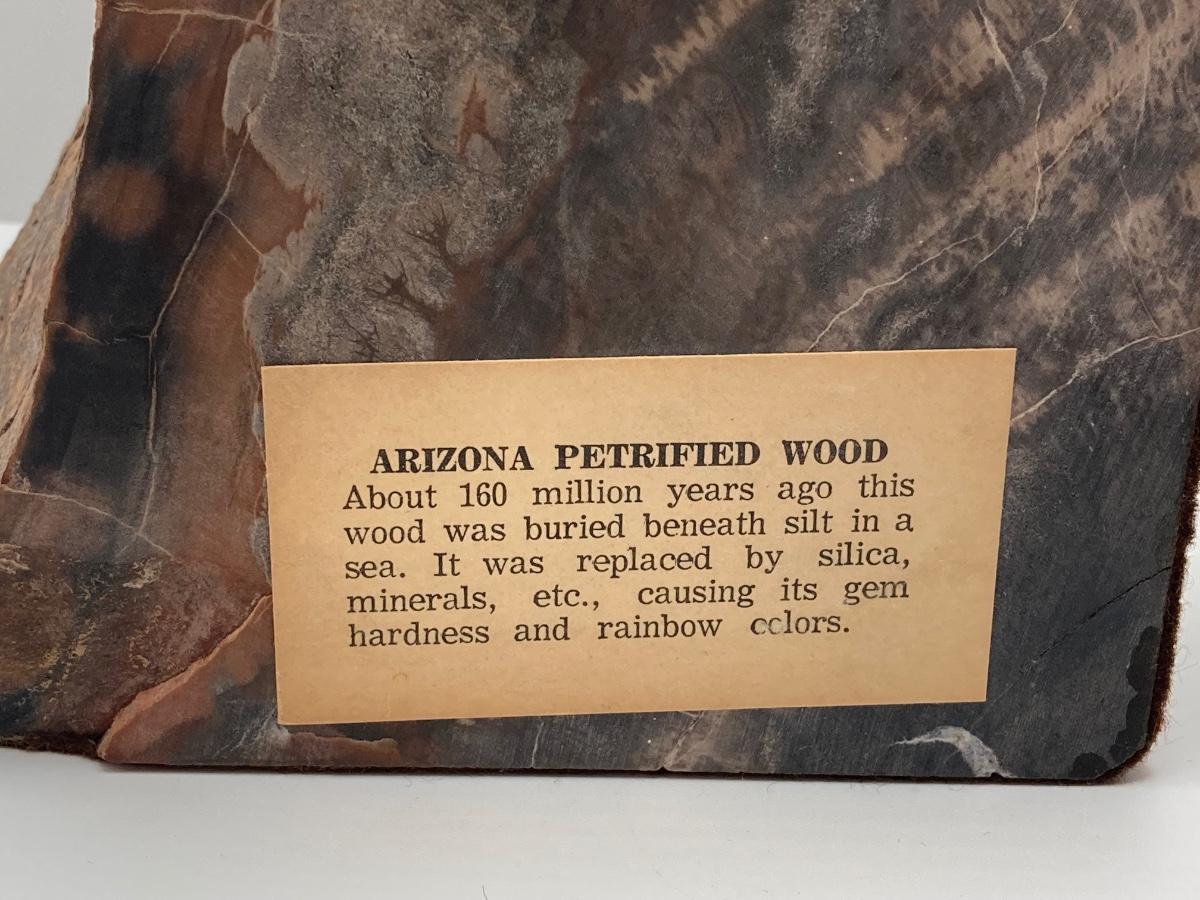 ARIZONA PETRIFIED WOOD
About 160 million years ago this
wood was buried beneath silt in a
sea. It was replaced by silica,
minerals, etc., causing its gem
hardness and rainbow cclors.